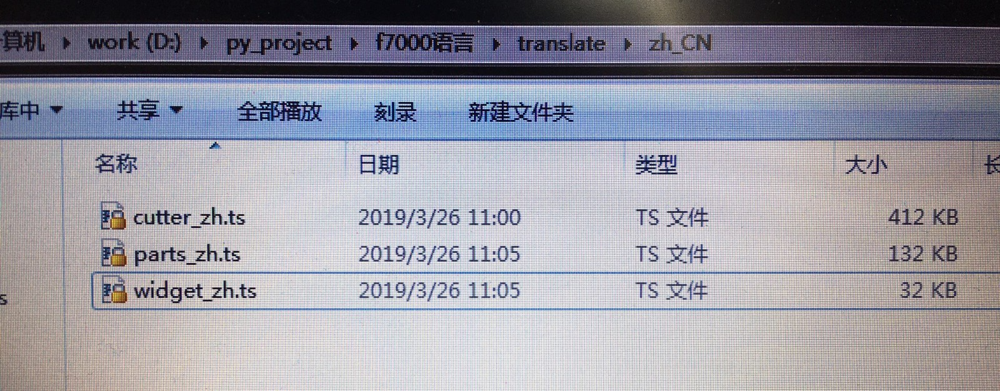 算机 work (D:) py_project f7000语言 translate zh_CN
库中 共享 全部播放 刻录 新建文件夹
名称 日期 类型 大小 长
cutter_zh.ts 2019/3/26 11:00 TS 文件 412 KB
parts_zh.ts 2019/3/26 11:05 TS 文件 132 KB
widget_zh.ts 2019/3/26 11:05 TS 文件 32 KB
s